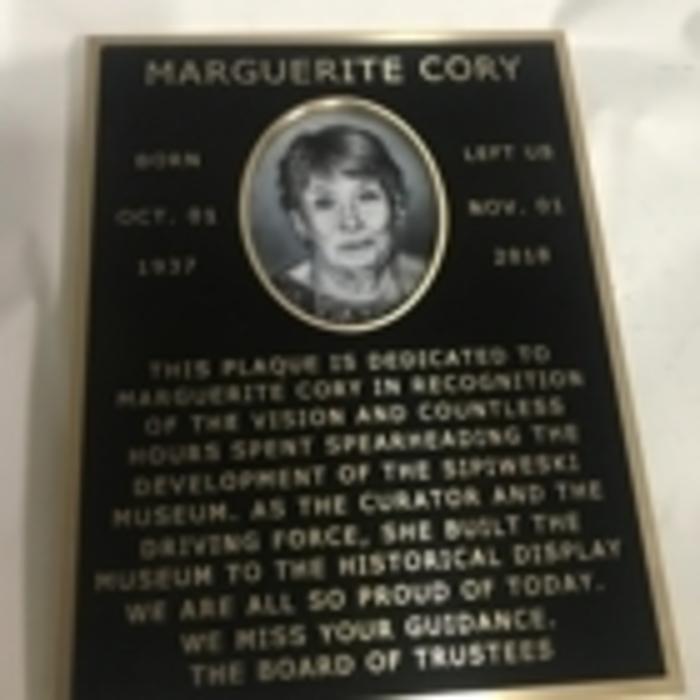 MARGUERITE CORY
BORN
OCT. 01
1937
LEFT US
NOV. 01
2010
THIS PLAQUE IS DEDICATED TO
MARGUERITE CORY IN RECOGNITION
OF THE VISION AND COUNTLESS
HOURS SPENT SPEARHEADING THE
DEVELOPMENT OF THE SIPIWESKI
MUSEUM. AS THE CURATOR AND THE
DRIVING FORCE, SHE BUILT THE
MUSEUM TO THE HISTORICAL DISPLAY
WE ARE ALL SO PROUD OF TODAY.
WE MISS YOUR GUIDANCE.
THE BOARD OF TRUSTEES